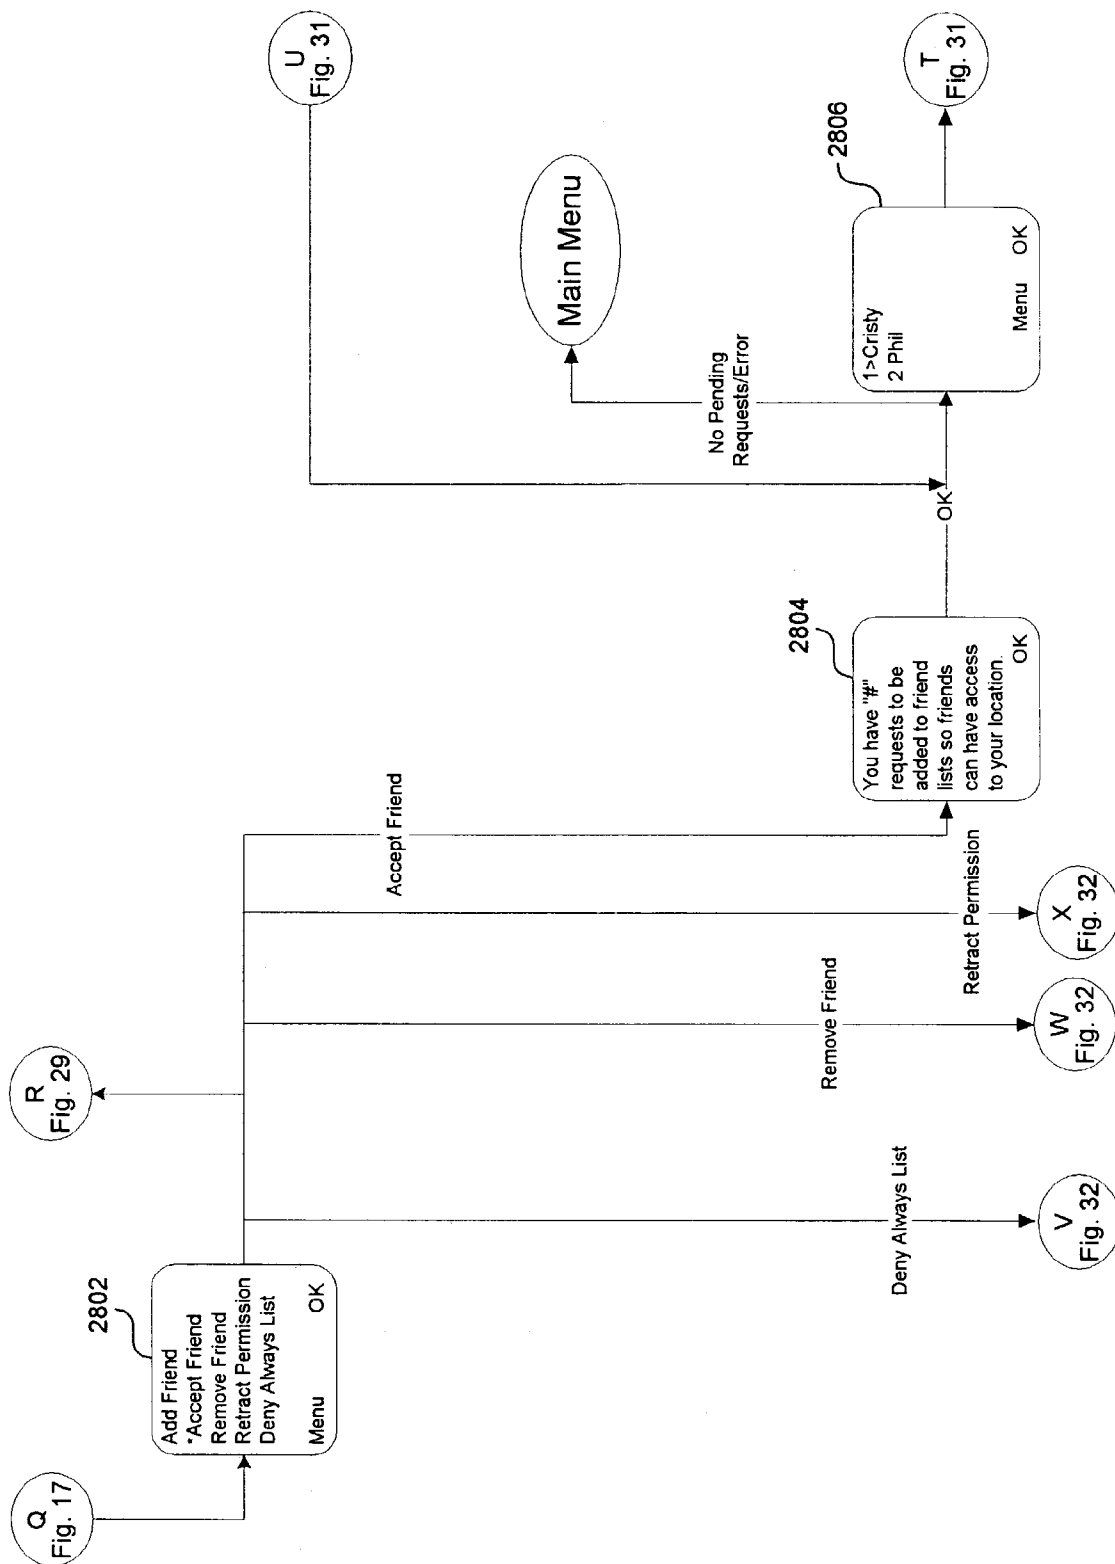 Q
Fig. 17
2802
Add Friend
*Accept Friend
Remove Friend
Retract Permission
Deny Always List
Menu OK
R
Fig. 29
Deny Always List
V
Fig. 32
Remove Friend
W
Fig. 32
Retract Permission
X
Fig. 32
Accept Friend
2804
You have "#"
requests to be
added to friend
lists so friends
can have access
to your location.
OK
OK
No Pending
Requests/Error
Main Menu
U
Fig. 31
2806
1>Cristy
2 Phil
Menu OK
T
Fig. 31